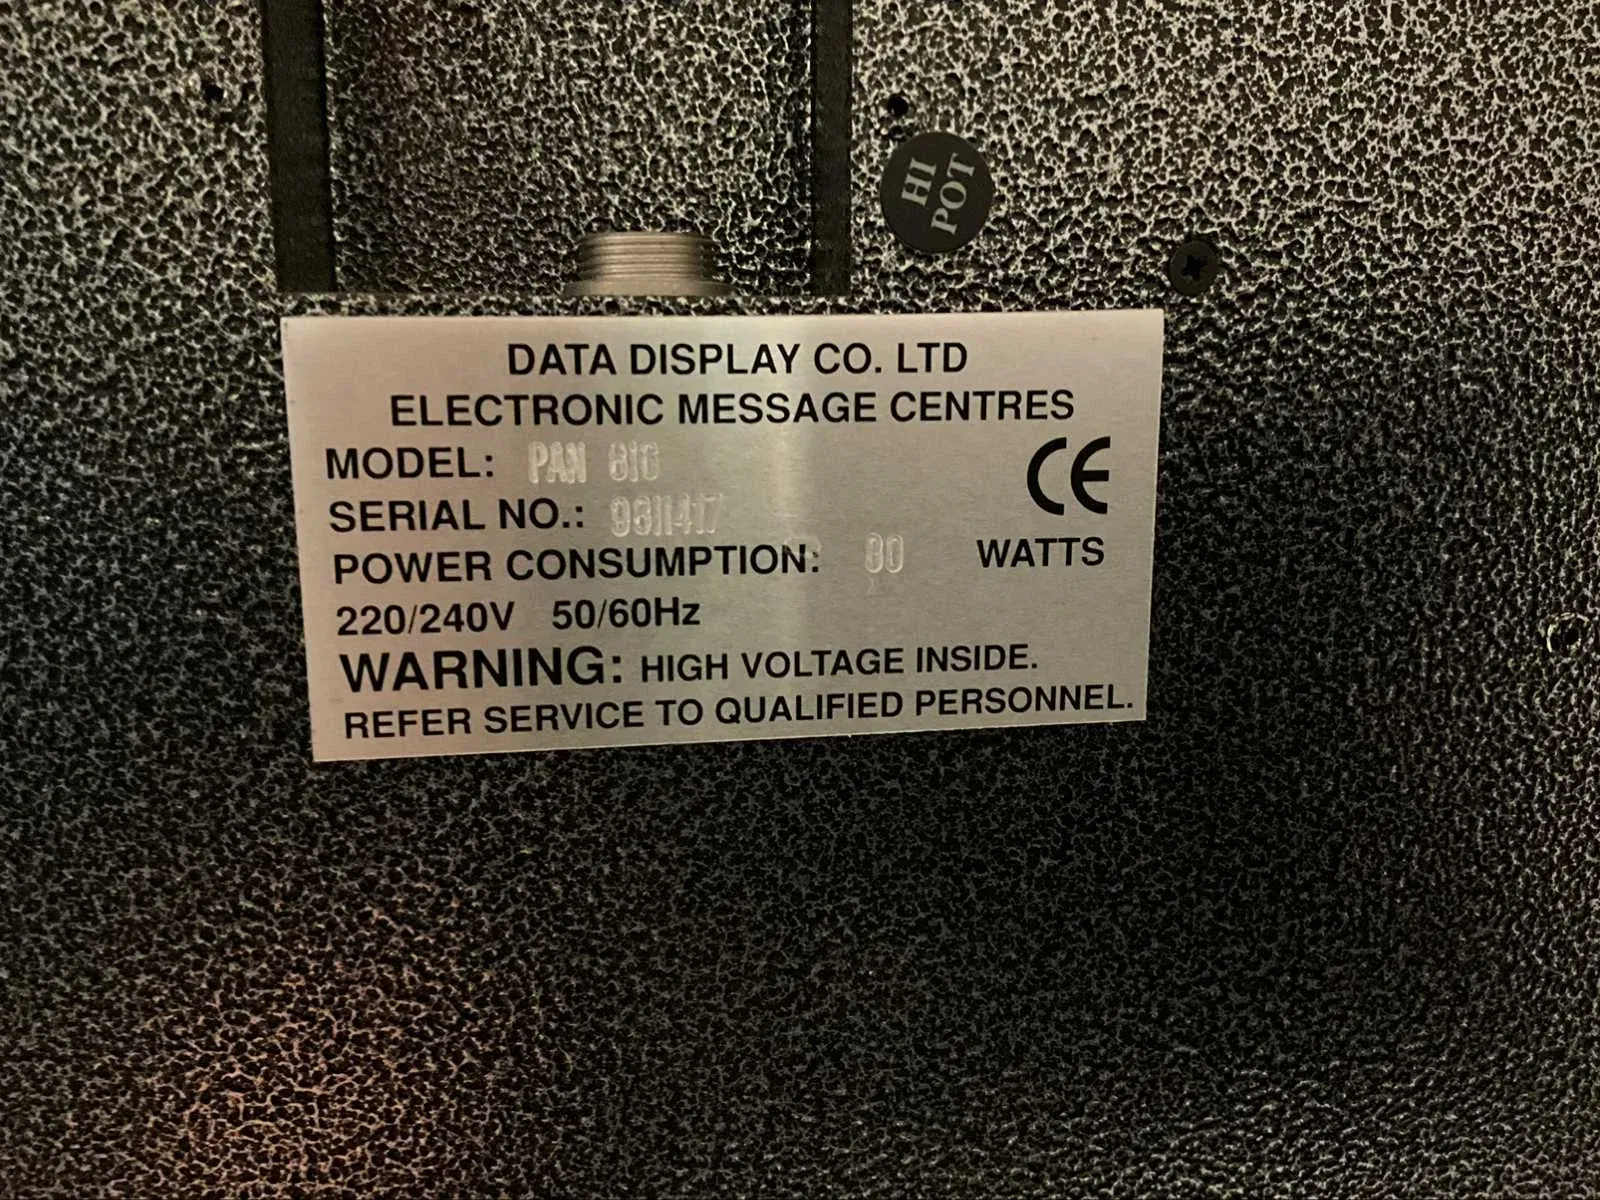 HI
POT
DATA DISPLAY CO. LTD
ELECTRONIC MESSAGE CENTRES
MODEL: PAN
CE
SERIAL NO.:
POWER CONSUMPTION: 80 WATTS
220/240V 50/60Hz
WARNING: HIGH VOLTAGE INSIDE.
REFER SERVICE TO QUALIFIED PERSONNEL.